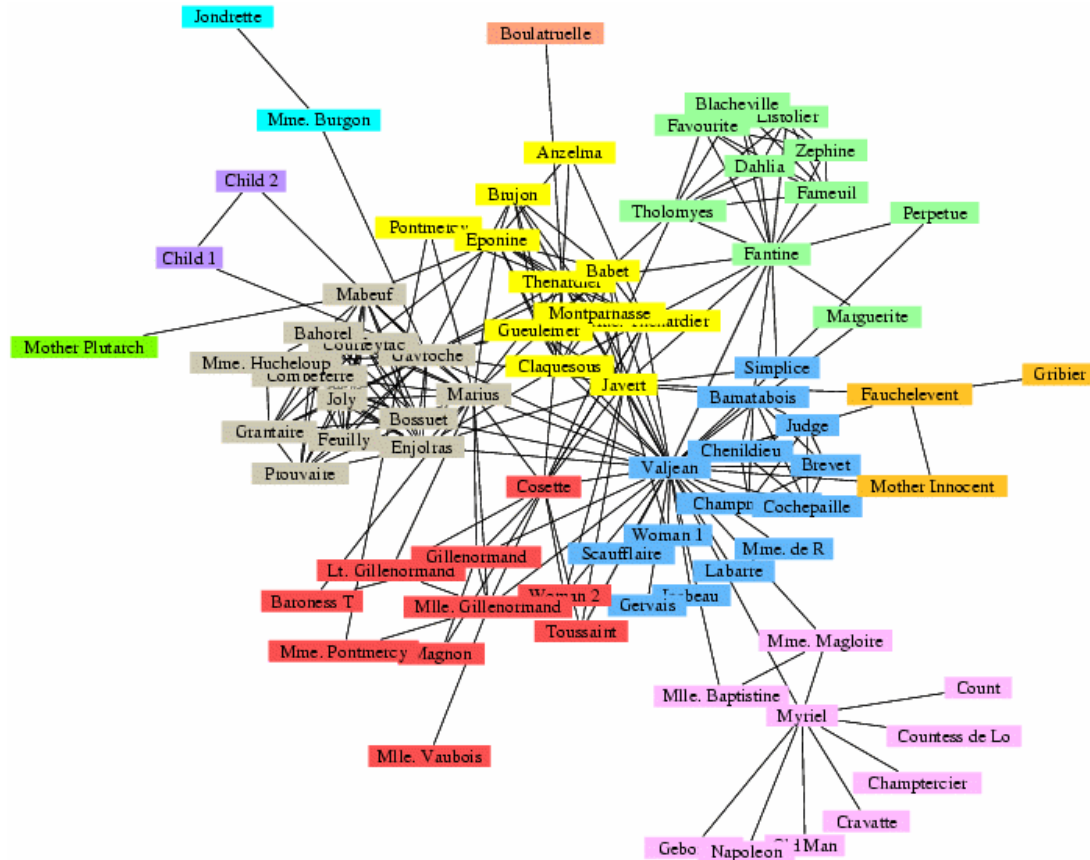 Jondrette
Boulatruelle
Blacheville
Listolier
Mme. Burgon
Favourite
Anzelma
Zephine
Dahlia
Child 2
Brujon
Fameuil
Tholomyes
Perpetue
Pontmercy
Eponine
Child 1
Fantine
Babet
Thenardier
Mabeuf
Montparnasse
Thenardier
Marguerite
Gueulemer
Bahorel
Mother Plutarch
Courfeyrac
Gavroche
Mme. Hucheloup
Claquesous
Simplice
Gribier
Combeferre
Javert
Marius
Bamatabois
Fauchelevent
Joly
Bossuet
Judge
Grantaire
Feuilly
Enjolras
Chenildieu
Valjean
Brevet
Prouvaire
Cosette
Mother Innocent
Champ
Cochepaille
Woman 1
Gillenormand
Scaufflaire
Mme. de R
Lt. Gillenormand
Labarre
Baroness T
Woman 2
Mlle. Gillenormand
Gervais
Toussaint
Mme. Magloire
Mme. Pontmercy
Magnon
Count
Mlle. Baptistine
Myriel
Countess de Lo
Mlle. Vaubois
Champtercier
Cravatte
Old Man
Gebo
Napoleon